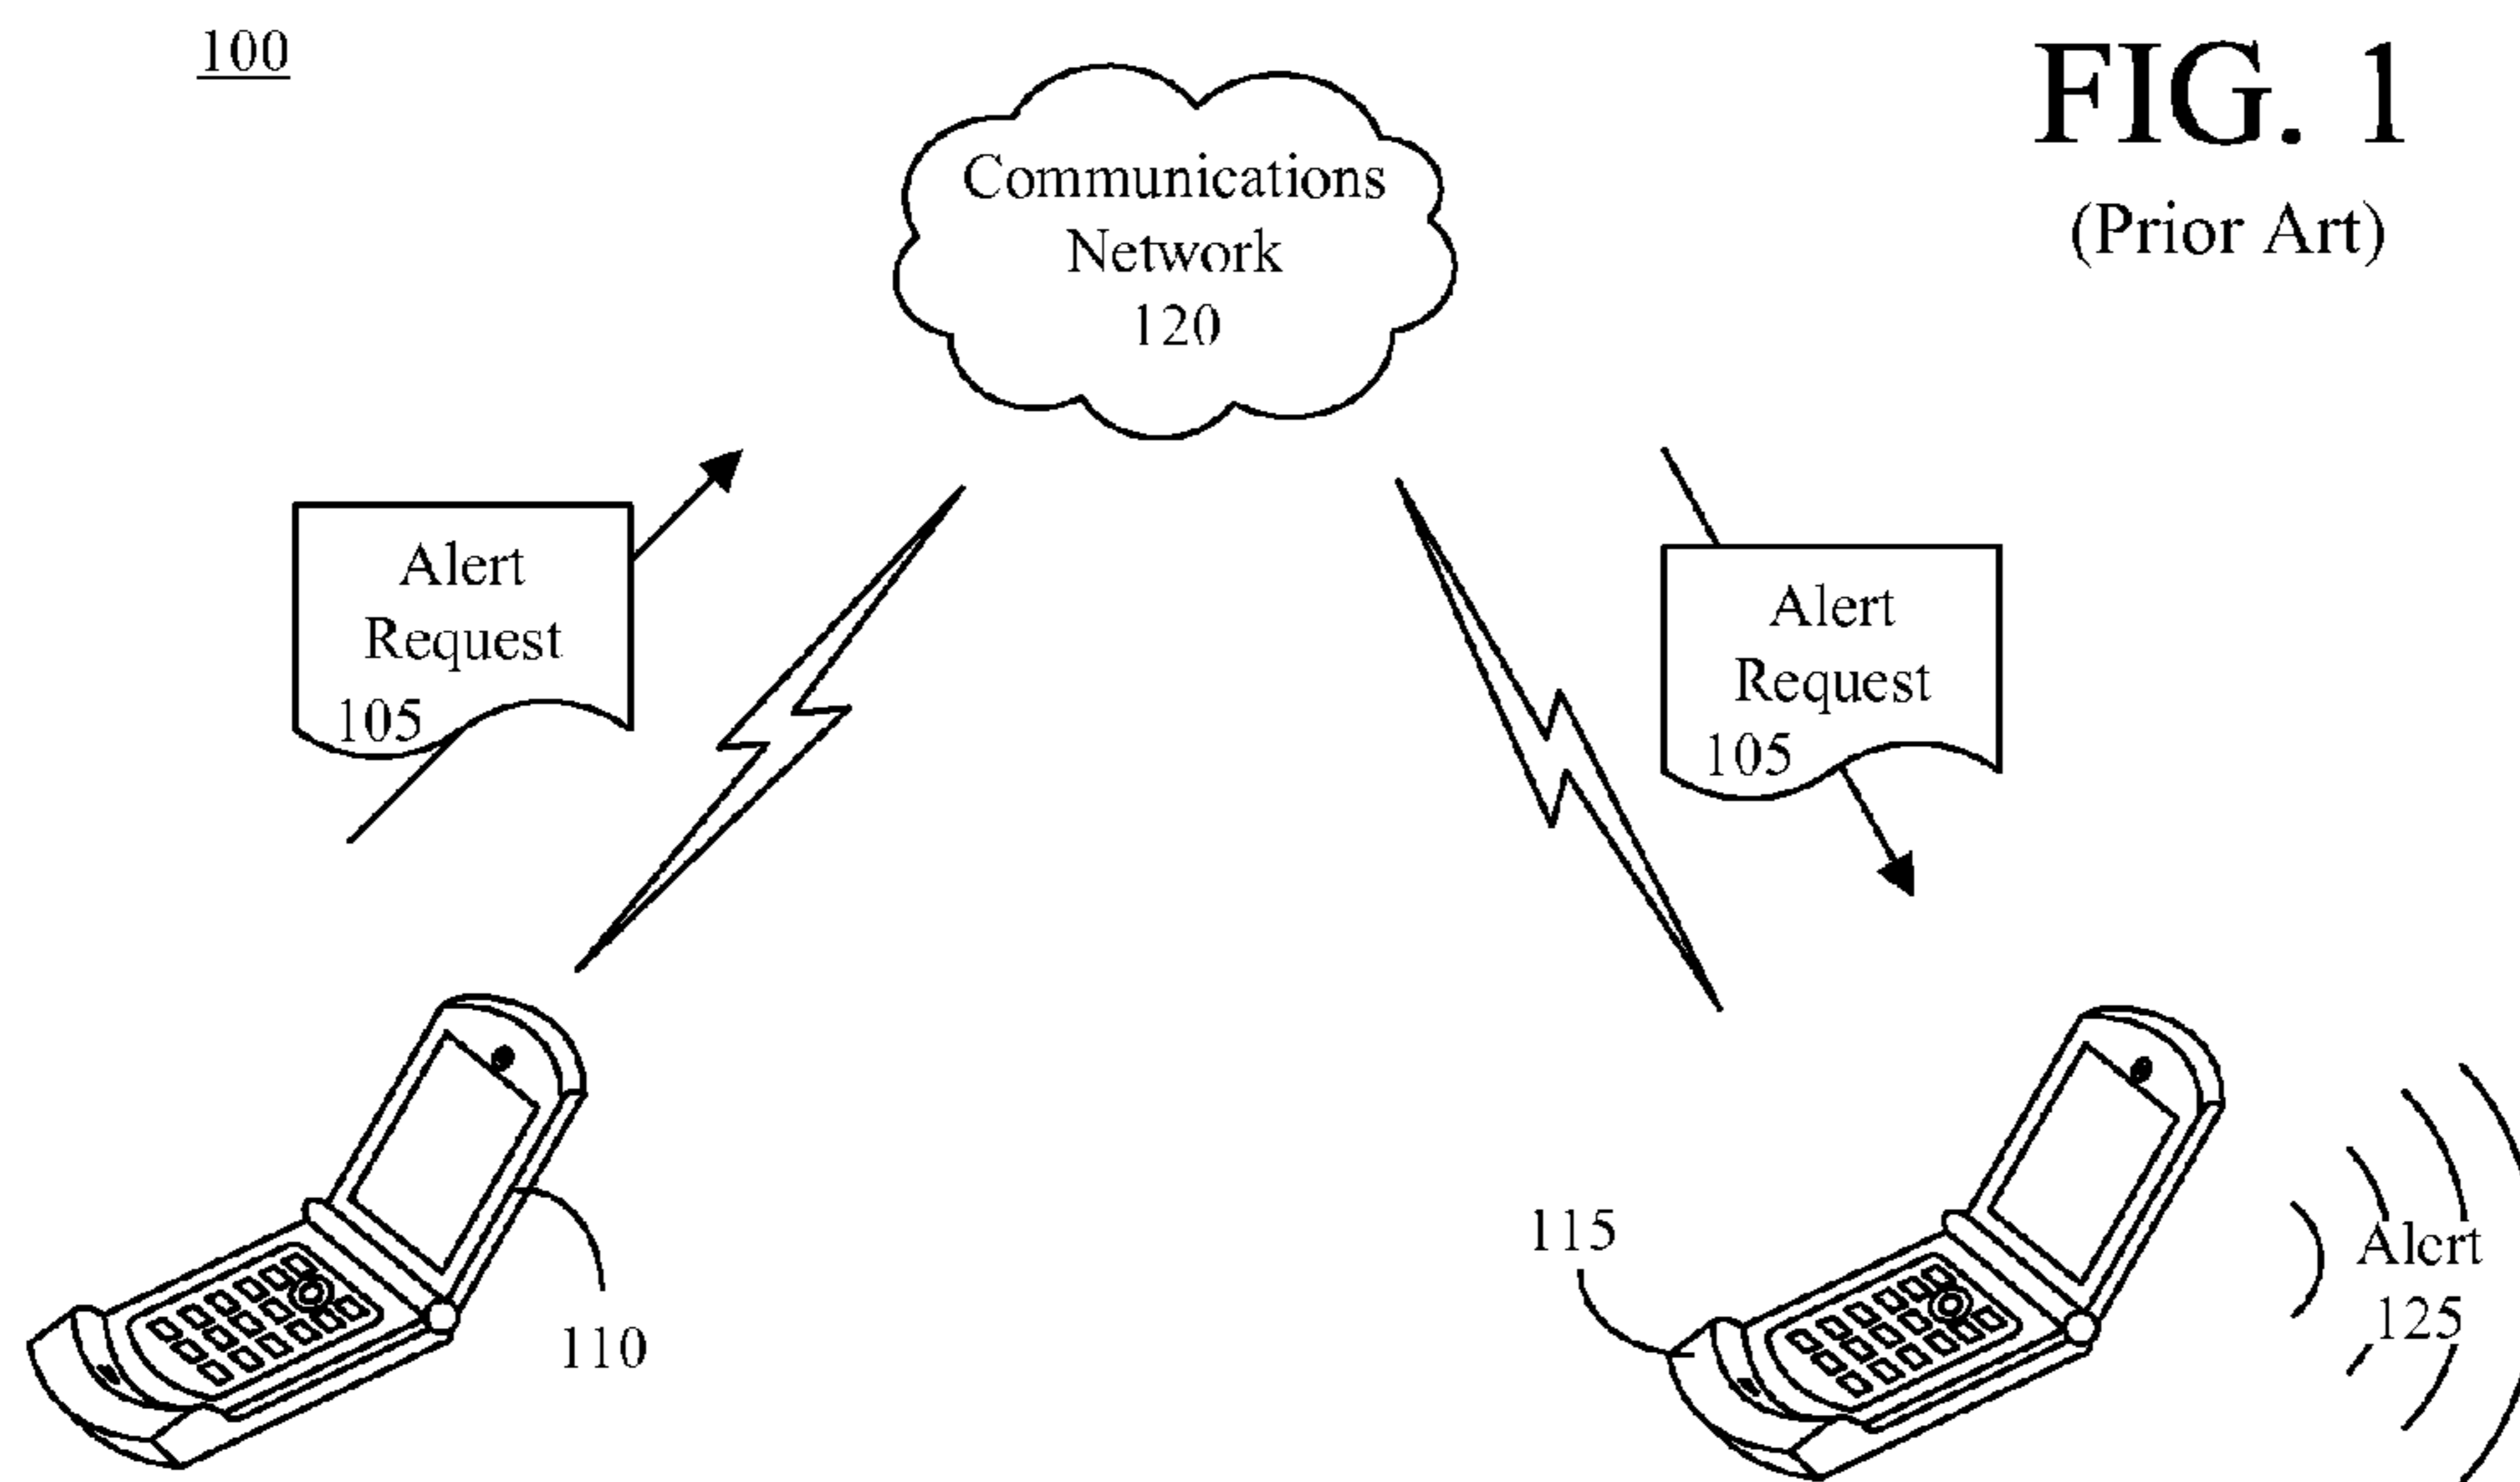 100
FIG. 1
(Prior Art)
Communications
Network
120
Alert
Request
105
Alert
Request
105
115
Alert
125
110